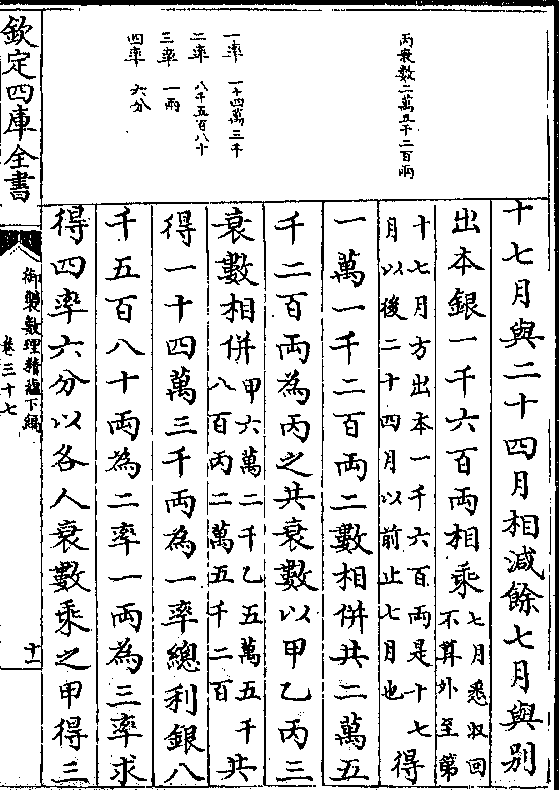 丙衰數二萬五千二百兩
一率　一十四萬三千
二率　八千五百八十
三率　一兩
四率　六分
十七月與二十四月相減餘七月與别
出本銀一千六百兩相乘
七月悉收回
不算外至第
十七月方出本一千六百兩是十七
月以後二十四月以前止七月也
得
一萬一千二百兩二數相併共二萬五
千二百兩為丙之共衰數以甲乙丙三
衰數相併
甲六萬二千乙五萬五千
八百丙二萬五千二百
共
得一十四萬三千兩為一率總利銀八
千五百八十兩為二率一兩為三率求
得四率六分以各人衰數乘之甲得三
欽定四庫全書
御製數理精蘊下編
卷三十七
十一